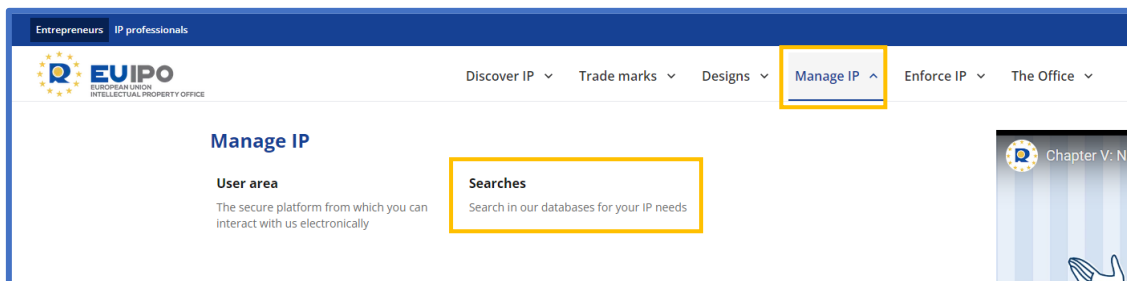 Entrepreneurs IP professionals
EUIPO
EUROPEAN UNION
INTELLECTUAL PROPERTY OFFICE
Discover IP Trade marks Designs Manage IP Enforce IP The Office
Manage IP
User area
The secure platform from which you can
interact with us electronically
Searches
Search in our databases for your IP needs
R Chapter V: N